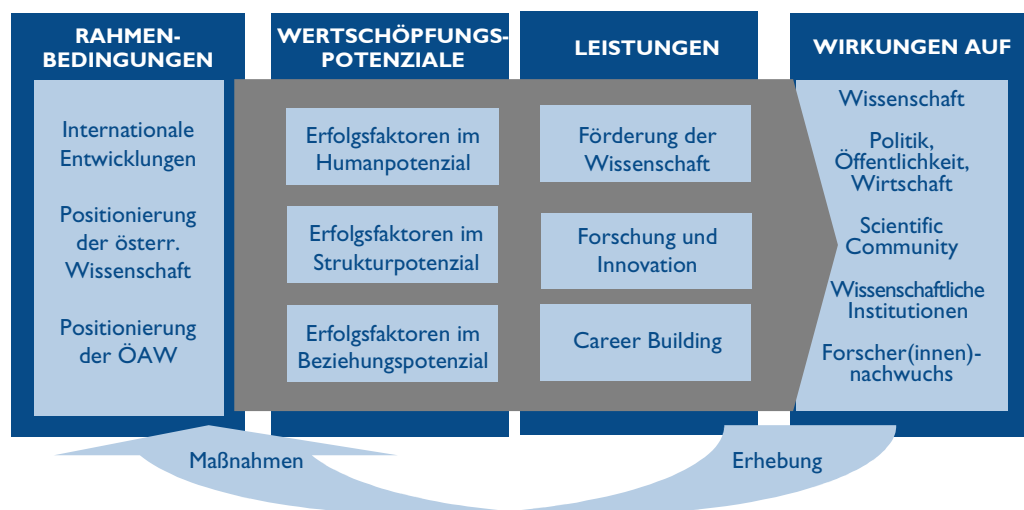 RAHMEN-
BEDINGUNGEN
Internationale
Entwicklungen
Positionierung
der österr.
Wissenschaft
Positionierung
der ÖAW
WERTSCHÖPFUNGS-
POTENZIALE
Erfolgsfaktoren im
Humanpotenzial
Erfolgsfaktoren im
Strukturpotenzial
Erfolgsfaktoren im
Beziehungspotenzial
LEISTUNGEN
Förderung der
Wissenschaft
Forschung und
Innovation
Career Building
WIRKUNGEN AUF
Wissenschaft
Politik,
Öffentlichkeit,
Wirtschaft
Scientific
Community
Wissenschaftliche
Institutionen
Forscher(innen)-
nachwuchs
Maßnahmen
Erhebung